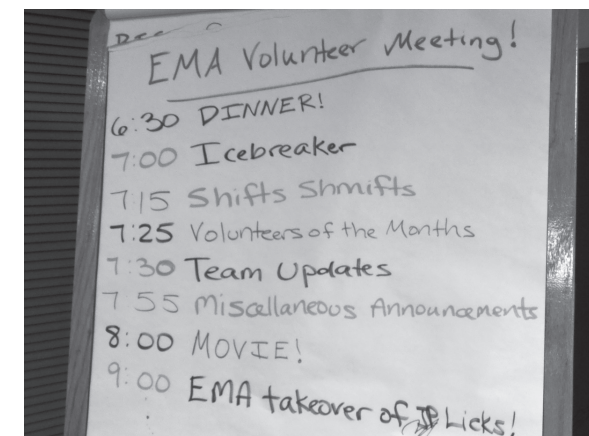 EMA Volunteer Meeting!
6:30 DINNER!
7:00 Icebreaker
7:15 Shifts Shmifts
7:25 Volunteers of the Months
7:30 Team Updates
7:55 Miscellaneous Announcements
8:00 MOVIE!
9:00 EMA takeover of JP Licks!